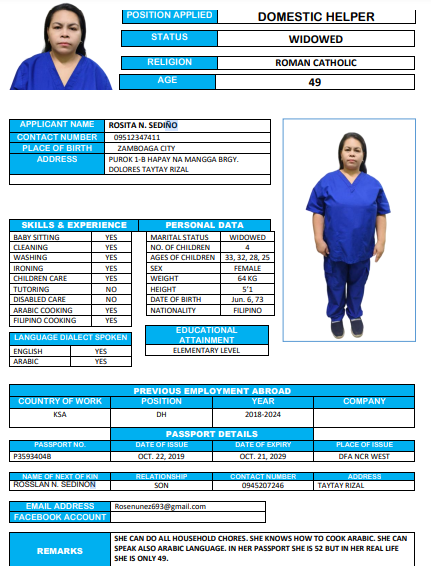 POSITION APPLIED DOMESTIC HELPER
STATUS WIDOWED
RELIGION ROMAN CATHOLIC
AGE 49
APPLICANT NAME ROSITA N. SEDIÑO
CONTACT NUMBER 09512347411
PLACE OF BIRTH ZAMBOAGA CITY
ADDRESS PUROK 1-B HAPAY NA MANGGA BRGY.
DOLORES TAYTAY RIZAL
SKILLS & EXPERIENCE PERSONAL DATA
BABY SITTING YES MARITAL STATUS WIDOWED
CLEANING YES NO. OF CHILDREN 4
WASHING YES AGES OF CHILDREN 33, 32, 28, 25
IRONING YES SEX FEMALE
CHILDREN CARE YES WEIGHT 64 KG
TUTORING NO HEIGHT 5'1
DISABLED CARE NO DATE OF BIRTH Jun. 6, 73
ARABIC COOKING YES NATIONALITY FILIPINO
FILIPINO COOKING YES
LANGUAGE DIALECT SPOKEN
ENGLISH YES
ARABIC YES
EDUCATIONAL
ATTAINMENT
ELEMENTARY LEVEL
PREVIOUS EMPLOYMENT ABROAD
COUNTRY OF WORK POSITION YEAR COMPANY
KSA DH 2018-2024
PASSPORT DETAILS
PASSPORT NO. DATE OF ISSUE DATE OF EXPIRY PLACE OF ISSUE
P35934048 OCT. 22, 2019 OCT. 21, 2029 DFA NCR WEST
NAME OF NEXT OF KIN RELATIONSHIP CONTACT NUMBER ADDRESS
ROSSLAN N. SEDINON SON 0945207246 TAYTAY RIZAL
EMAIL ADDRESS Rosenunez693@gmail.com
FACEBOOK ACCOUNT
REMARKS
SHE CAN DO ALL HOUSEHOLD CHORES. SHE KNOWS HOW TO COOK ARABIC. SHE CAN
SPEAK ALSO ARABIC LANGUAGE. IN HER PASSPORT SHE IS 52 BUT IN HER REAL LIFE
SHE IS ONLY 49.